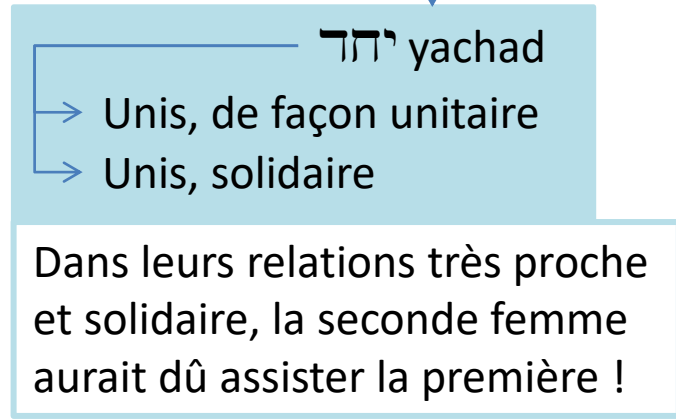 יחד yachad
Unis, de façon unitaire
Unis, solidaire
Dans leurs relations très proche
et solidaire, la seconde femme
aurait dû assister la première !